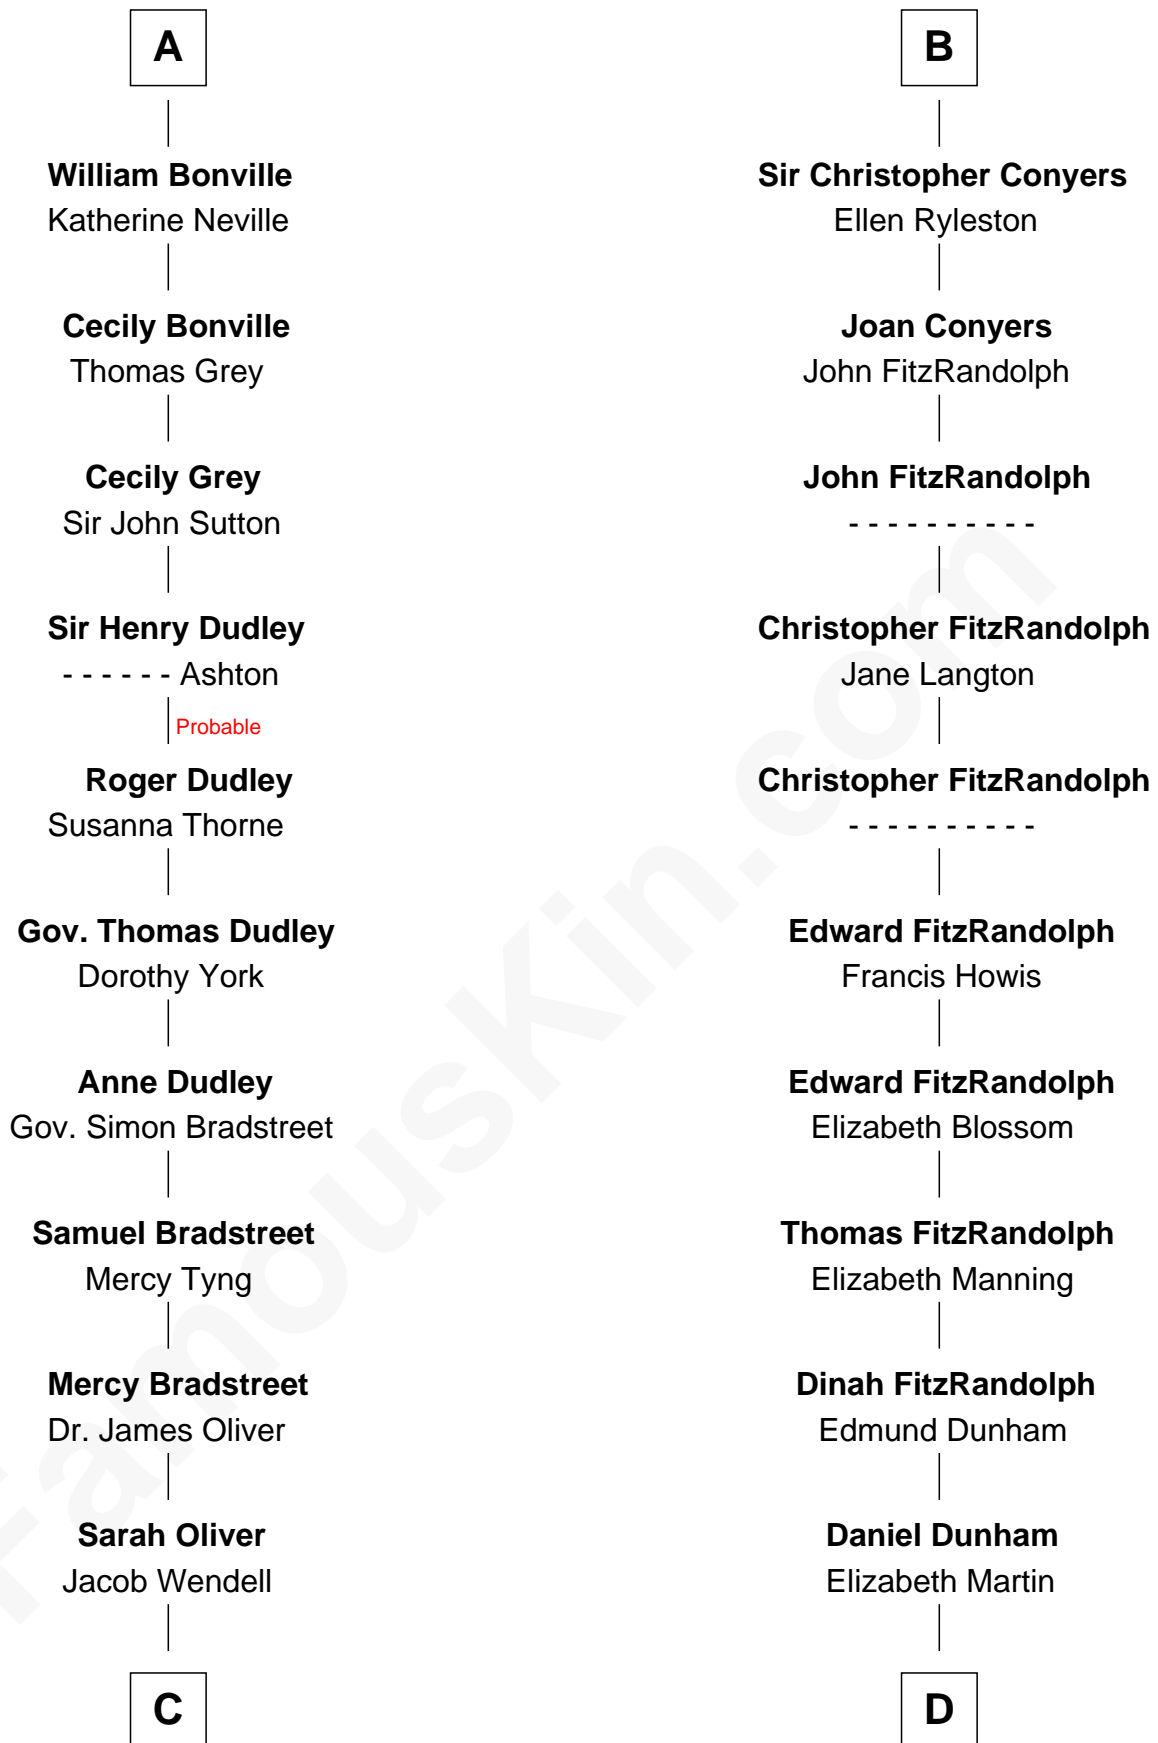 A
William Bonville
Katherine Neville
Cecily Bonville
Thomas Grey
Cecily Grey
Sir John Sutton
Sir Henry Dudley
- - - - - - Ashton
Probable
Roger Dudley
Susanna Thorne
Gov. Thomas Dudley
Dorothy York
Anne Dudley
Gov. Simon Bradstreet
Samuel Bradstreet
Mercy Tyng
Mercy Bradstreet
Dr. James Oliver
Sarah Oliver
Jacob Wendell
C
B
Sir Christopher Conyers
Ellen Ryleston
Joan Conyers
John FitzRandolph
John FitzRandolph
- - - - - - - - - -
Christopher FitzRandolph
Jane Langton
Christopher FitzRandolph
- - - - - - - - - -
Edward FitzRandolph
Francis Howis
Edward FitzRandolph
Elizabeth Blossom
Thomas FitzRandolph
Elizabeth Manning
Dinah FitzRandolph
Edmund Dunham
Daniel Dunham
Elizabeth Martin
D
FamousKin.com